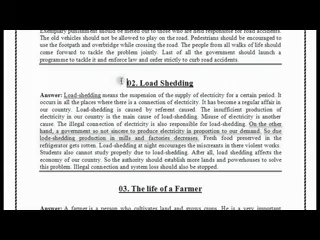 Exemplary punishment should be meted out to those who are responsible for road accidents.
The old vehicles should not be allowed to play on the road. Pedestrians should be encouraged to
use the footpath and overbridge while crossing the road. The people from all walks of life should
come forward to tackle the problem jointly. Last of all the government should launch a
programme to tackle it and enforce law and order strictly to curb road accidents.
02. Load Shedding
Answer: Load-shedding means the suspension of the supply of electricity for a certain period. It
occurs in all the places where there is a connection of electricity. It has become a regular affair in
our country. Load-shedding is caused by referent caused. The insufficient production of
electricity in our country is the main cause of load-shedding. Misuse of electricity is another
cause. The illegal connection of electricity is also responsible for load-shedding. On the other
hand, a government so not sincere to produce electricity in proportion to our demand. So due
lode-shedding production in mills and factories decreases. Fresh food preserved in the
refrigerator gets rotten. Load-shedding at night encourages the miscreants in there violent works.
Students also cannot study properly due to load-shedding. After all, load shedding affects the
economy of our country. So the authority should establish more lands and powerhouses to solve
this problem. Illegal connection and system loss should also be stopped.
03. The life of a Farmer
Answer: A farmer is a person who cultivates land and grows crops. He is a very important